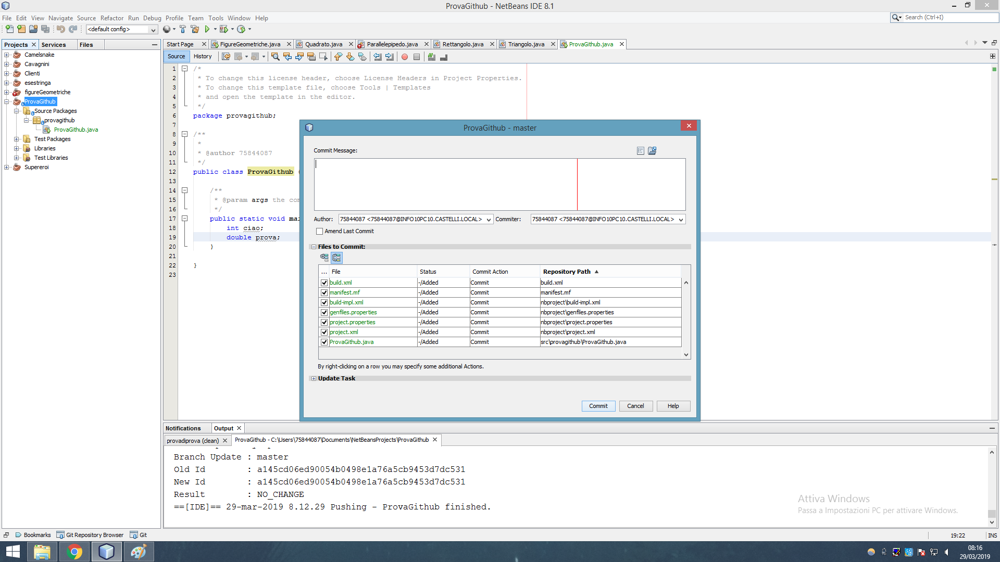 ProvaGithub - NetBeans IDE 8.1
File Edit View Navigate Source Refactor Run Debug Profile Team Tools Window Help
Search (Ctrl+I)
<default config>
Projects Services Files
Start Page FigureGeometriche.java Quadrato.java Parallelepipedo.java Rettangolo.java Triangolo.java ProvaGithub.java
Source History
Camelsnake
Cavagnini
Clienti
esestringa
figureGeometriche
ProvaGithub
Source Packages
provagithub
ProvaGithub.java
Test Packages
Libraries
Test Libraries
Supereroi
1 /*
2 * To change this license header, choose License Headers in Project Properties.
3 * To change this template file, choose Tools | Templates
4 * and open the template in the editor.
5 */
6 package provagithub;
7
8 /**
9 *
10 * @author 75844087
11 */
12 public class ProvaGithub {
13
14 /**
15 * @param args the com
16 */
17 public static void mai
18 int ciao;
19 double prova;
20 }
21
22 }
23
ProvaGithub - master
Commit Message:
Author: 75844087 <75844087@INFO10PC10.CASTELLI.LOCAL> Commiter: 75844087 <75844087@INFO10PC10.CASTELLI.LOCAL>
Amend Last Commit
Files to Commit:
... File Status Commit Action Repository Path
build.xml -/Added Commit build.xml
manifest.mf -/Added Commit manifest.mf
build-impl.xml -/Added Commit nbproject\build-impl.xml
genfiles.properties -/Added Commit nbproject\genfiles.properties
project.properties -/Added Commit nbproject\project.properties
project.xml -/Added Commit nbproject\project.xml
ProvaGithub.java -/Added Commit src\provagithub\ProvaGithub.java
By right-clicking on a row you may specify some additional Actions.
Update Task
Commit Cancel Help
Notifications Output
provadiprova (clean) ProvaGithub - C:\Users\75844087\Documents\NetBeansProjects\ProvaGithub
Branch Update : master
Old Id : a145cd06ed90054b0498e1a76a5cb9453d7dc531
New Id : a145cd06ed90054b0498e1a76a5cb9453d7dc531
Result : NO_CHANGE
==[IDE]== 29-mar-2019 8.12.29 Pushing - ProvaGithub finished.
Attiva Windows
Passa a Impostazioni PC per attivare Windows.
Bookmarks Git Repository Browser Git
19:22 INS
08:16
29/03/2019